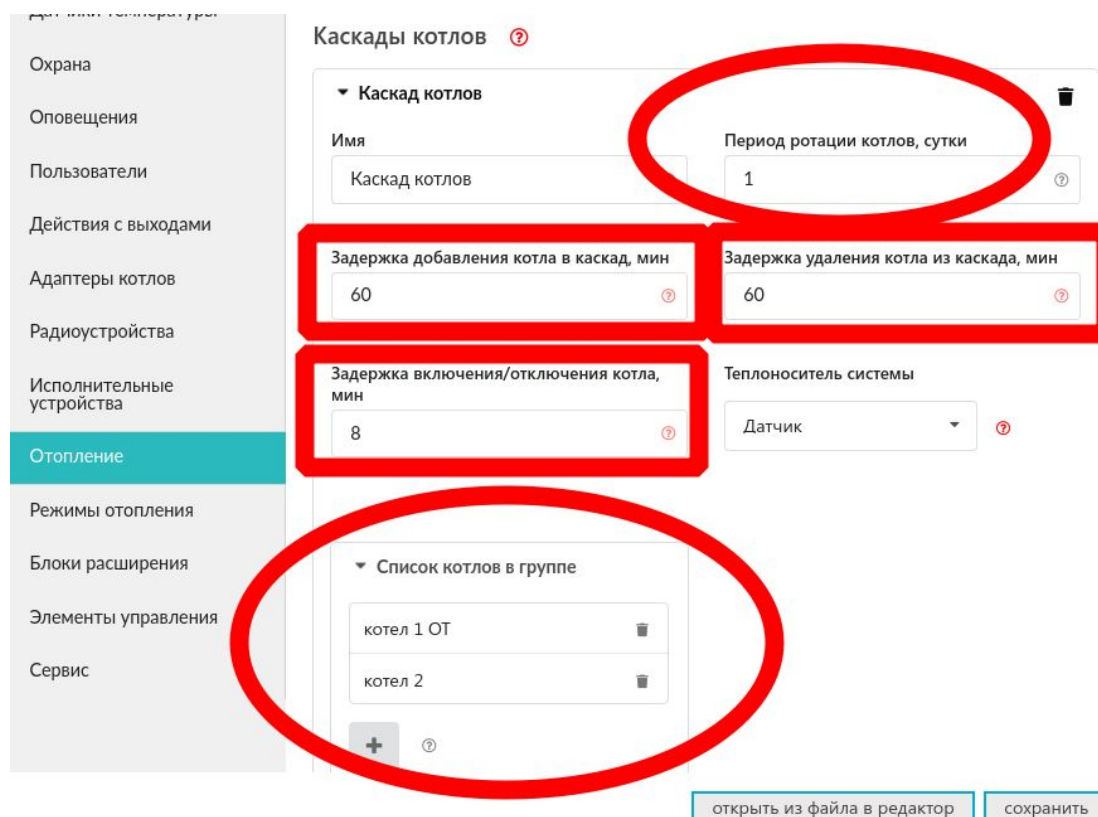 Каскады котлов
Охрана
Оповещения
Пользователи
Действия с выходами
Адаптеры котлов
Радиоустройства
Исполнительные
устройства
Отопление
Режимы отопления
Блоки расширения
Элементы управления
Сервис
Каскад котлов
Имя
Каскад котлов
Период ротации котлов, сутки
1
Задержка добавления котла в каскад, мин
60
Задержка удаления котла из каскада, мин
60
Задержка включения/отключения котла,
мин
8
Теплоноситель системы
Датчик
Список котлов в группе
котел 1 ОТ
котел 2
открыть из файла в редактор
сохранить